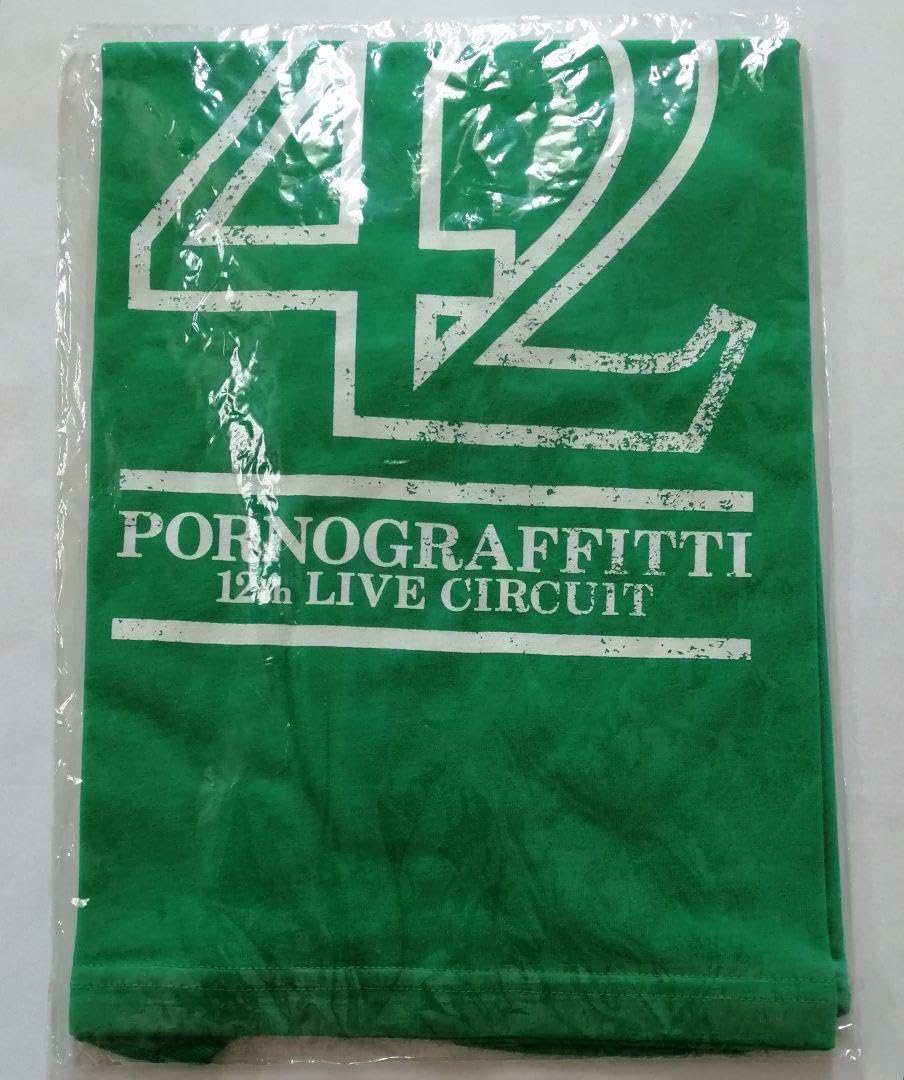 42
PORNOGRAFFITTI
12th LIVE CIRCUIT